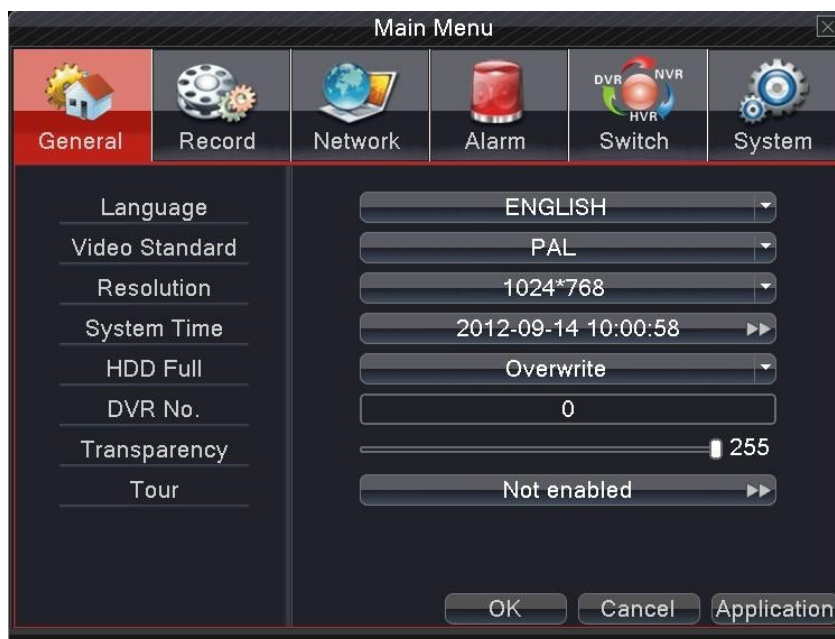 Main Menu
DVR NVR
HVR
General Record Network Alarm Switch System
Language ENGLISH
Video Standard PAL
Resolution 1024*768
System Time 2012-09-14 10:00:58
HDD Full Overwrite
DVR No. 0
Transparency 255
Tour Not enabled
OK Cancel Application